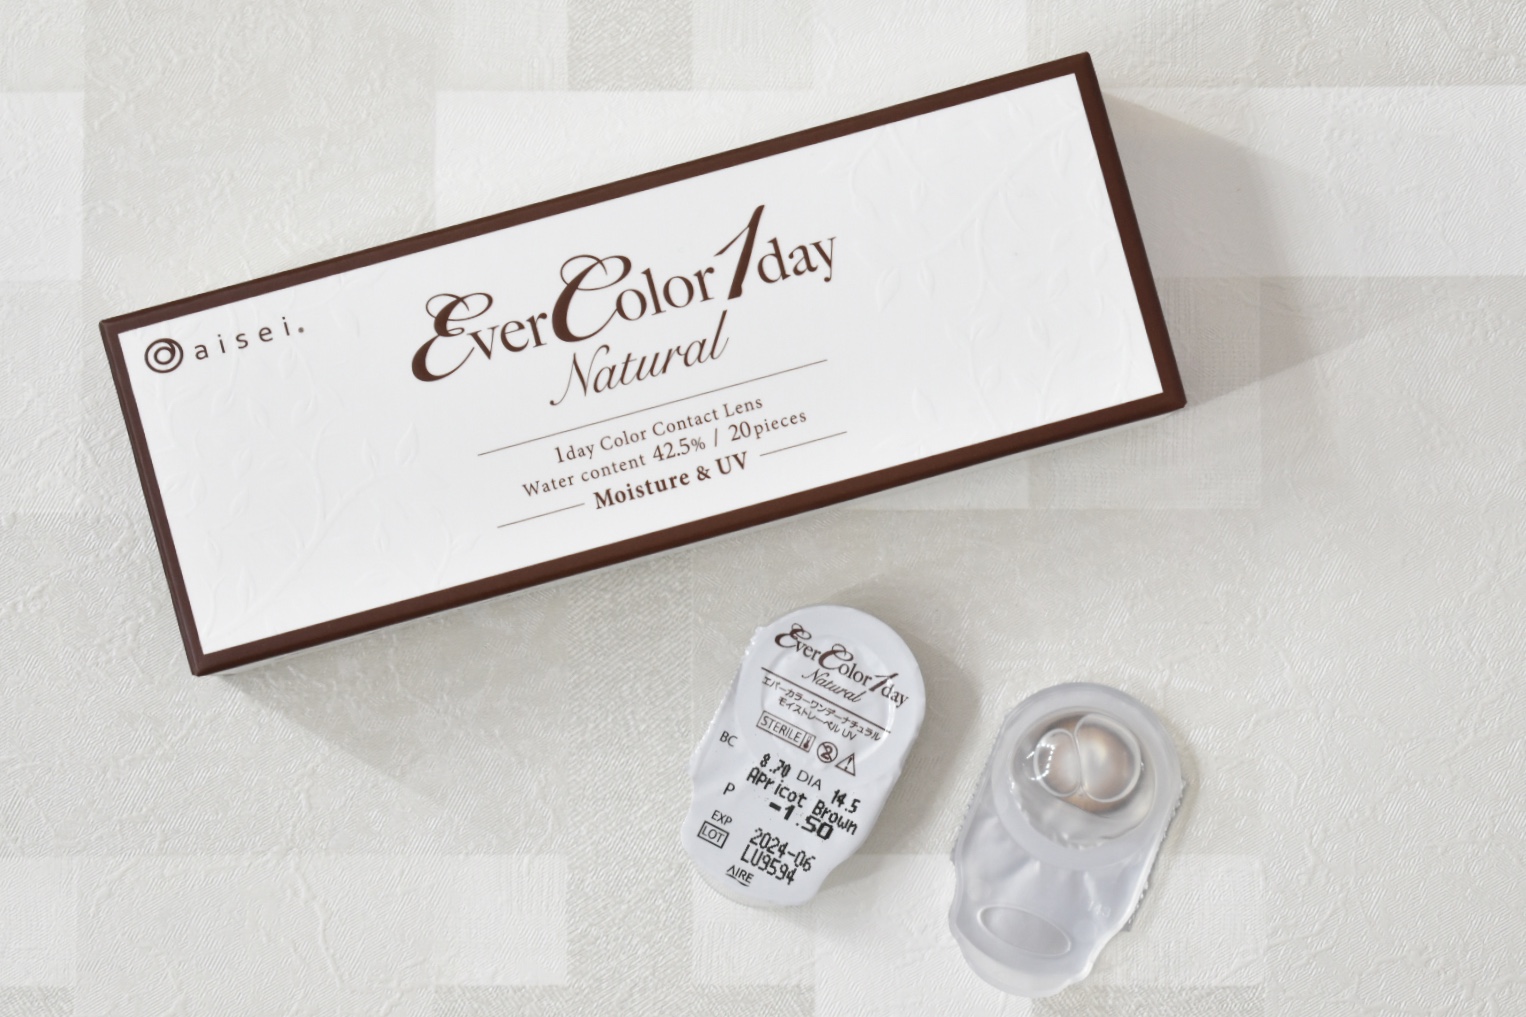 aisei.
EverColor1day
Natural
1day Color Contact Lens
Water content 42.5% / 20pieces
Moisture & UV
EverColor1day
Natural
エバーカラーワンデーナチュラル
モイストレーベル UV
STERILE
BC 8.70 DIA 14.5
Apricot Brown
P -1.50
EXP 2024-06
LOT LU9594
AIRE